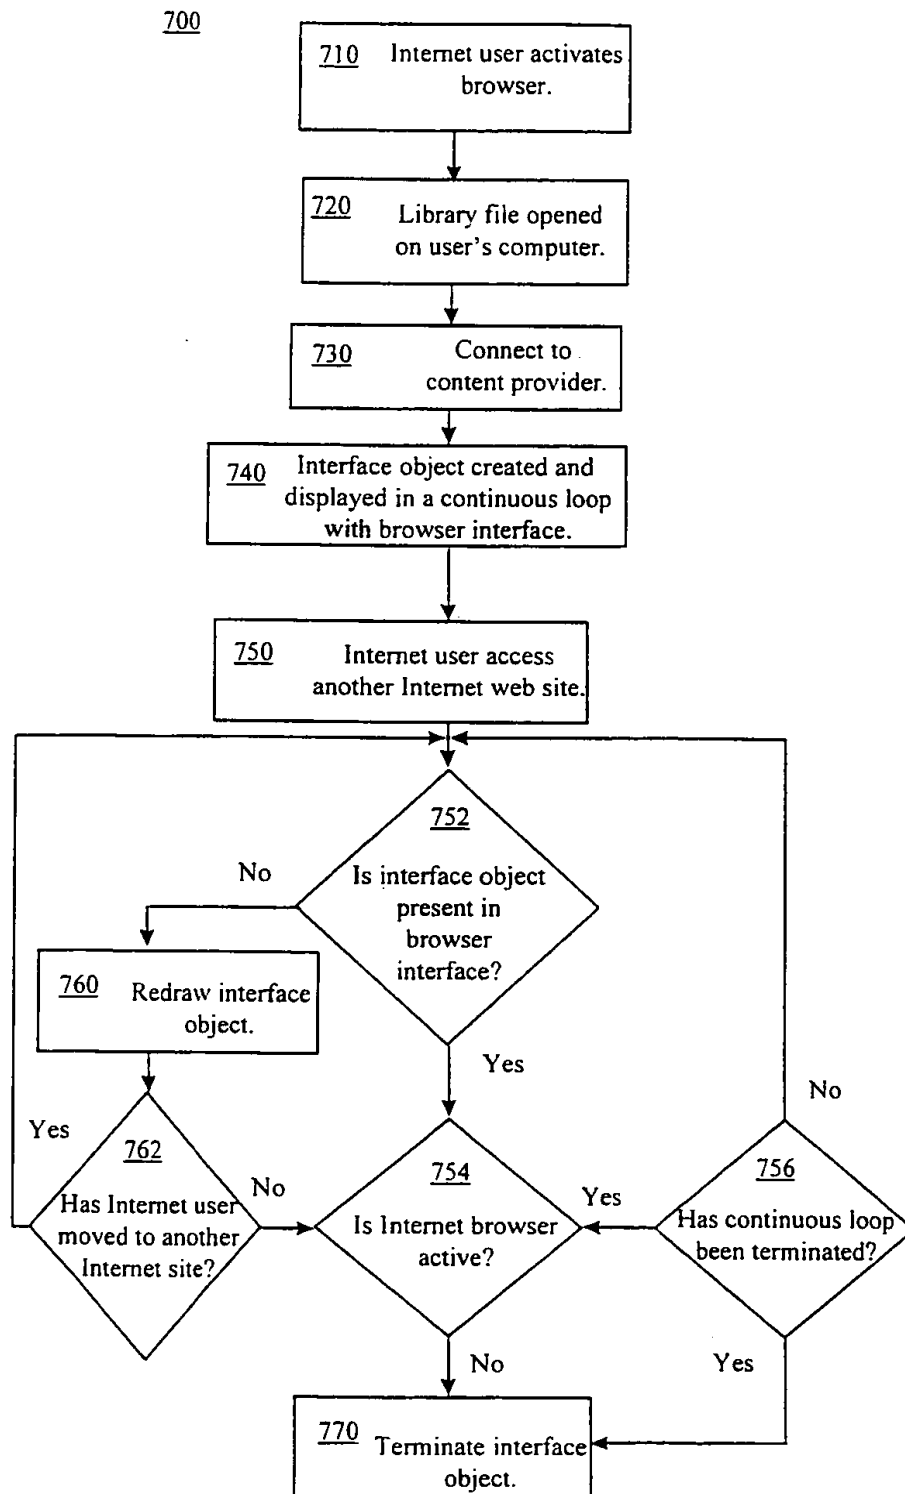 700
710 Internet user activates
browser.
720 Library file opened
on user's computer.
730 Connect to
content provider.
740 Interface object created and
displayed in a continuous loop
with browser interface.
750 Internet user access
another Internet web site.
752
Is interface object
present in
browser
interface?
No
760 Redraw interface
object.
Yes
No
Yes
762
Has Internet user
moved to another
Internet site?
No
754
Is Internet browser
active?
Yes
756
Has continuous loop
been terminated?
No
Yes
770 Terminate interface
object.